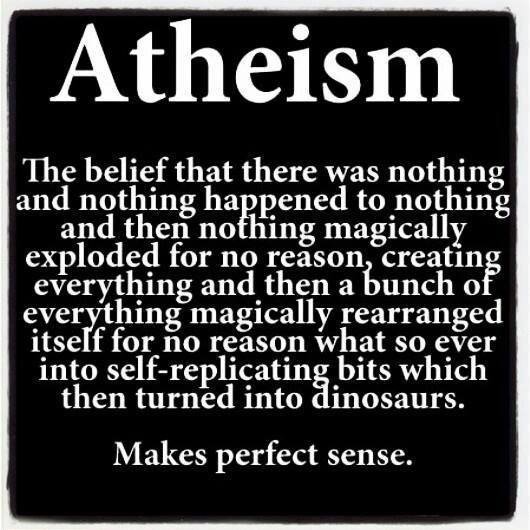 Atheism
The belief that there was nothing
and nothing happened to nothing
and then nothing magically
exploded for no reason, creating
everything and then a bunch of
everything magically rearranged
itself for no reason what so ever
into self-replicating bits which
then turned into dinosaurs.
Makes perfect sense.